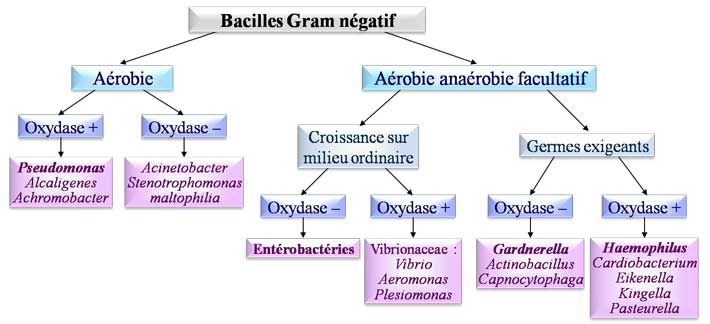 Bacilles Gram négatif
Aérobie
Aérobie anaérobie facultatif
Oxydase +
Oxydase –
Croissance sur
milieu ordinaire
Germes exigeants
Pseudomonas
Alcaligenes
Achromobacter
Acinetobacter
Stenotrophomonas
maltophilia
Oxydase –
Oxydase +
Oxydase –
Oxydase +
Entérobactéries
Vibrionaceae :
Vibrio
Aeromonas
Plesiomonas
Gardnerella
Actinobacillus
Capnocytophaga
Haemophilus
Cardiobacterium
Eikenella
Kingella
Pasteurella